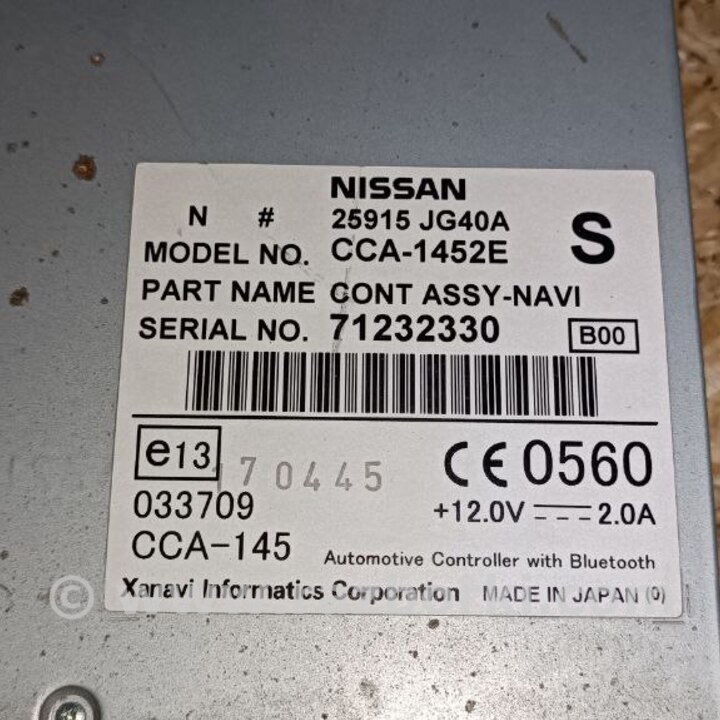 NISSAN
N # 25915 JG40A
S
MODEL NO. CCA-1452E
PART NAME CONT ASSY-NAVI
SERIAL NO. 71232330
B00
e13
170445
CE 0560
033709
+12.0V 2.0A
CCA-145
Automotive Controller with Bluetooth
Xanavi Informatics Corporation MADE IN JAPAN (0)